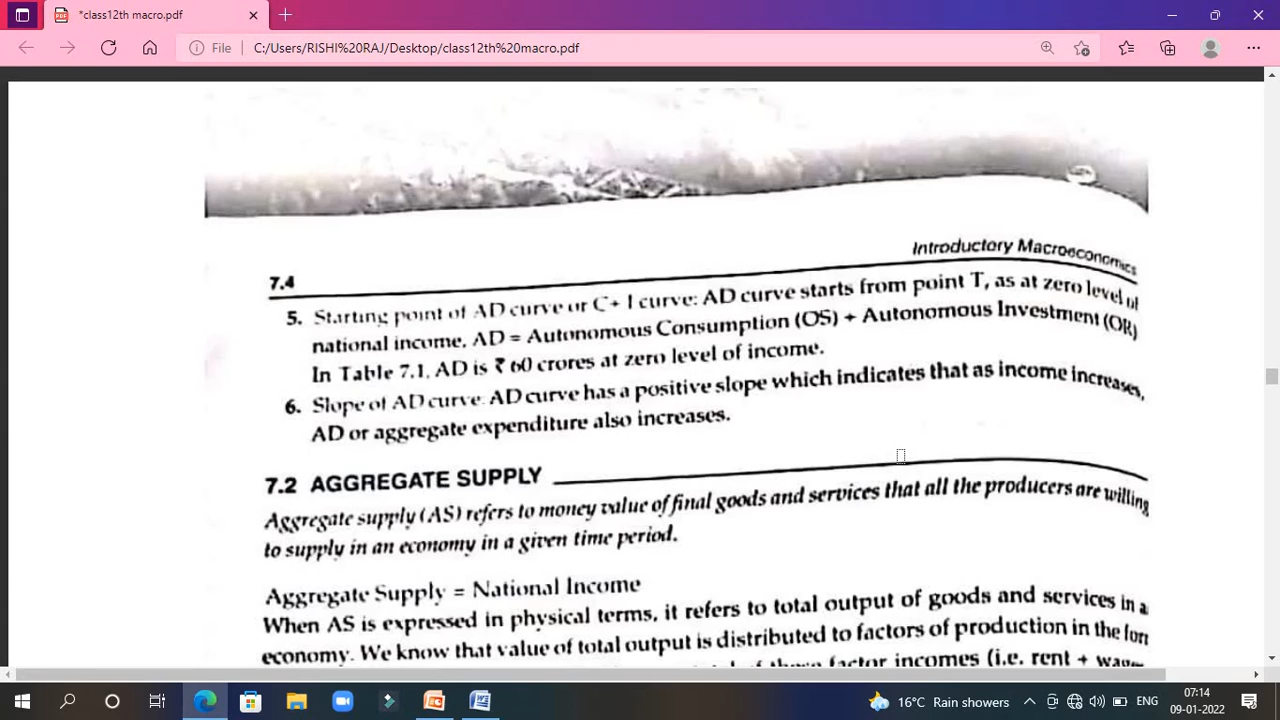 *class12th macro.pdf
File C:/Users/RISHI%20RAJ/Desktop/class12th%20macro.pdf
Introductory Macroeconomics
7.4
5. Starting point of AD curve or C+ I curve: AD curve starts from point T, as at zero level of
national income, AD = Autonomous Consumption (OS) + Autonomous Investment (OR)
In Table 7.1, AD is ₹ 60 crores at zero level of income.
6. Slope of AD curve: AD curve has a positive slope which indicates that as income increases,
AD or aggregate expenditure also increases.
7.2 AGGREGATE SUPPLY
Aggregate supply (AS) refers to money value of final goods and services that all the producers are willing
to supply in an economy in a given time period.
Aggregate Supply = National Income
When AS is expressed in physical terms, it refers to total output of goods and services in a
economy. We know that value of total output is distributed to factors of production in the
factor incomes (i.e. rent +
16°C Rain showers
ENG
07:14
09-01-2022